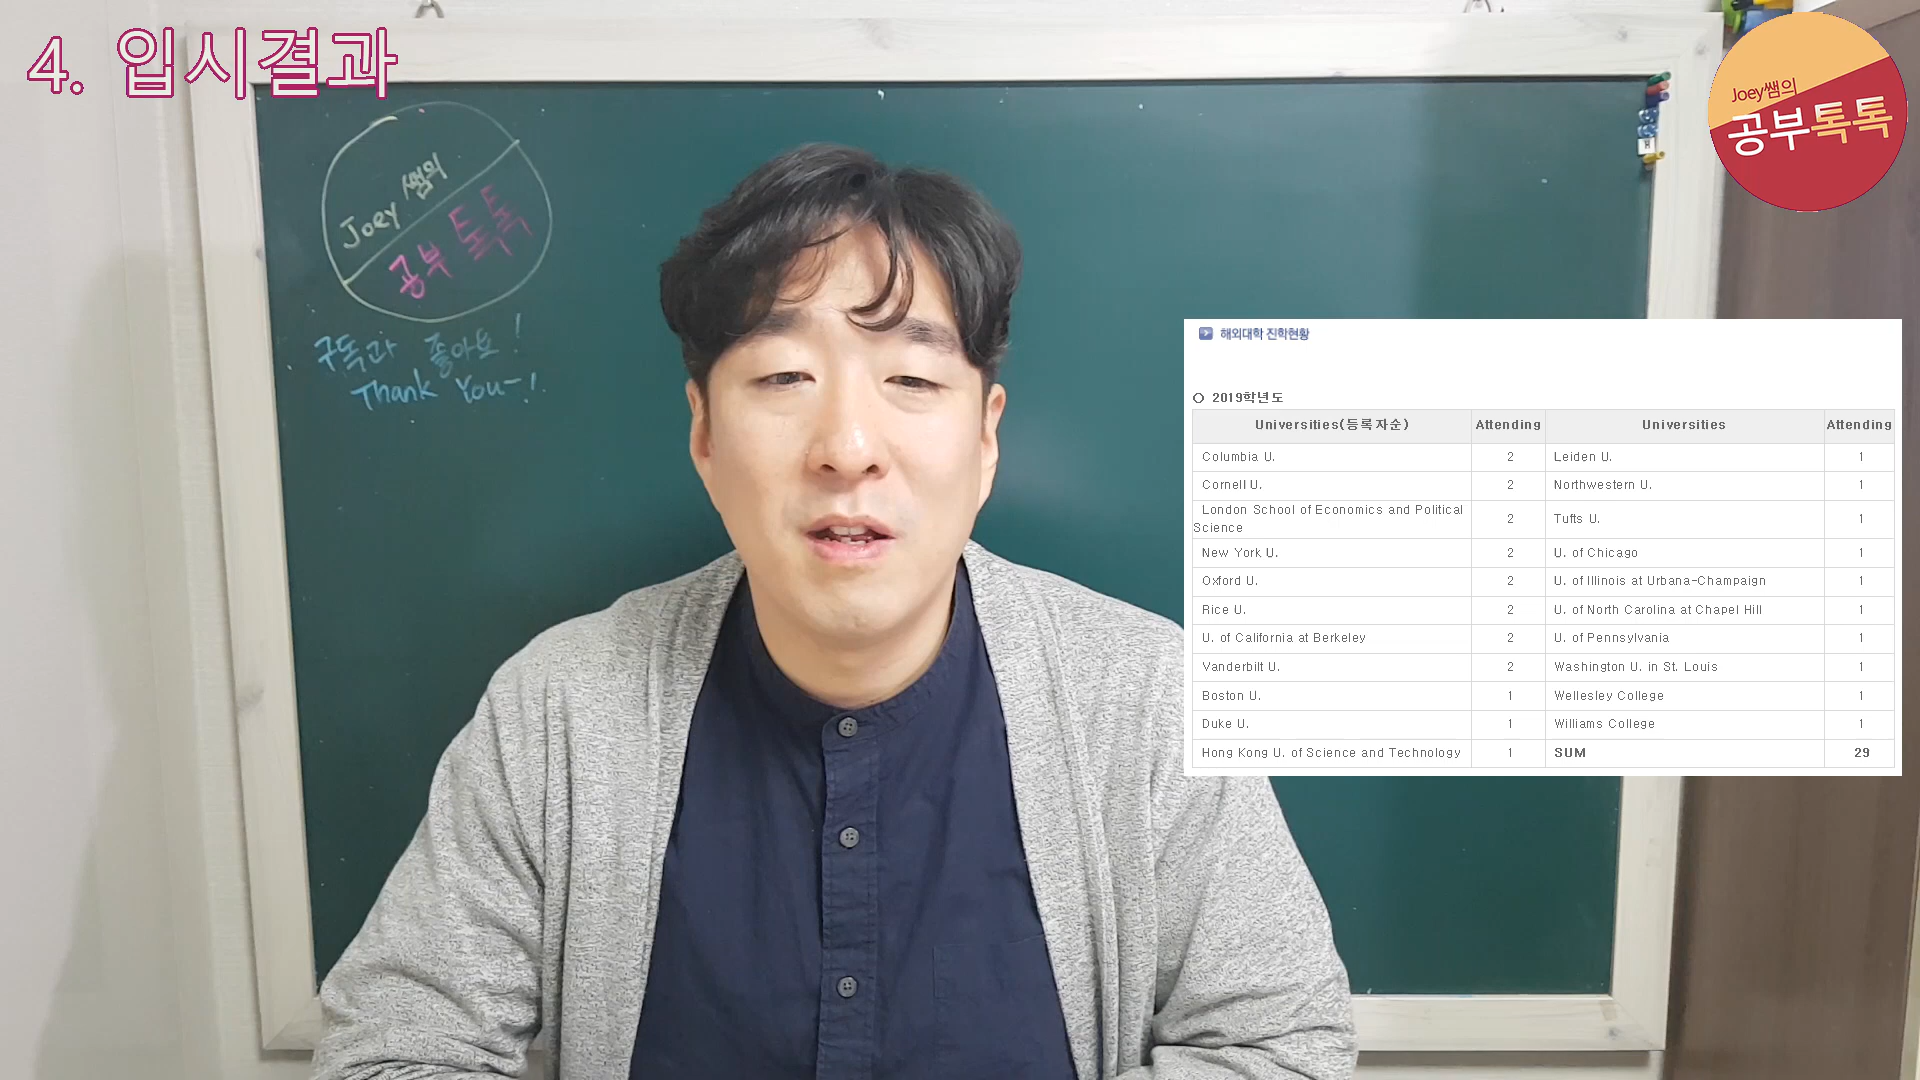 4. 입시결과
Joey쌤의
공부톡톡
Joey 쌤의
공부 톡톡
구독과 좋아요!
Thank You~!
해외대학 진학현황
○ 2019학년도
Universities(등록자순) Attending Universities Attending
Columbia U. 2 Leiden U. 1
Cornell U. 2 Northwestern U. 1
London School of Economics and Political
Science 2 Tufts U. 1
New York U. 2 U. of Chicago 1
Oxford U. 2 U. of Illinois at Urbana-Champaign 1
Rice U. 2 U. of North Carolina at Chapel Hill 1
U. of California at Berkeley 2 U. of Pennsylvania 1
Vanderbilt U. 2 Washington U. in St. Louis 1
Boston U. 1 Wellesley College 1
Duke U. 1 Williams College 1
Hong Kong U. of Science and Technology 1 SUM 29